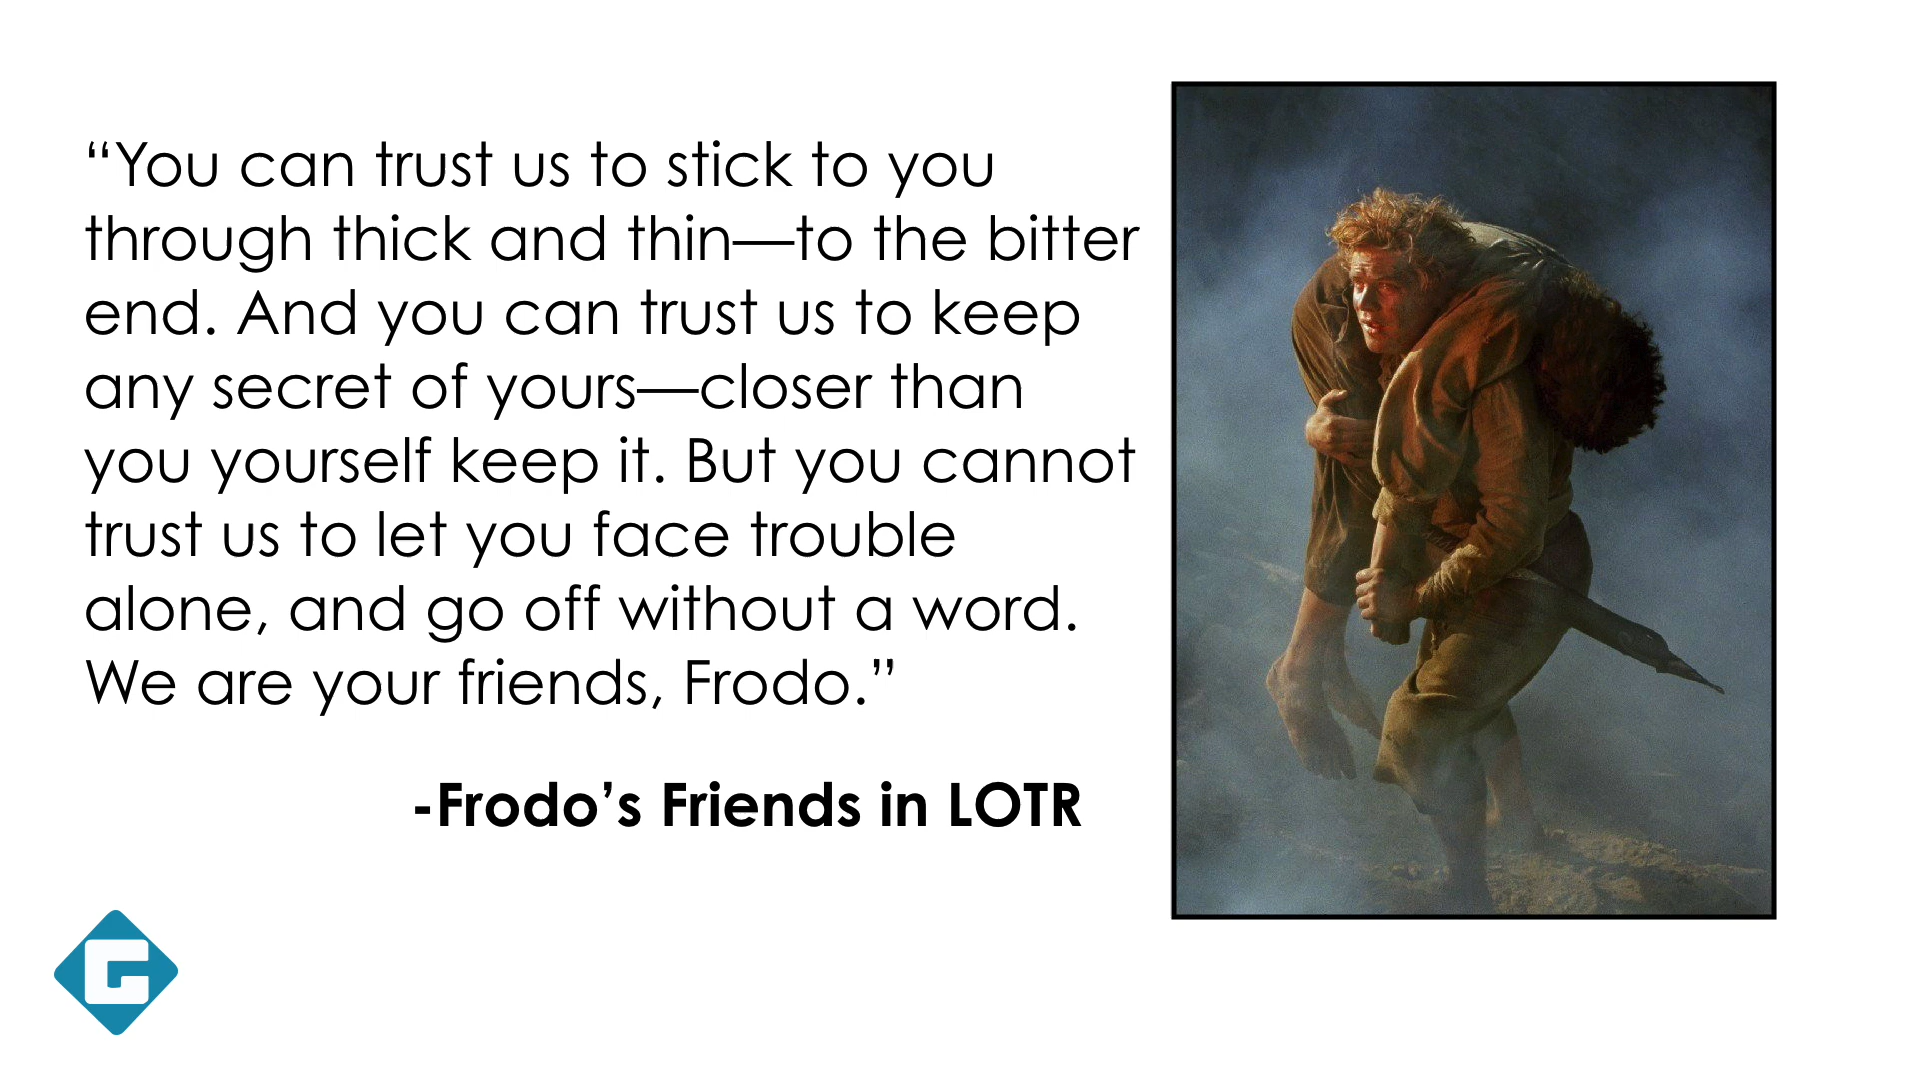 “You can trust us to stick to you
through thick and thin—to the bitter
end. And you can trust us to keep
any secret of yours—closer than
you yourself keep it. But you cannot
trust us to let you face trouble
alone, and go off without a word.
We are your friends, Frodo.”
-Frodo’s Friends in LOTR
G